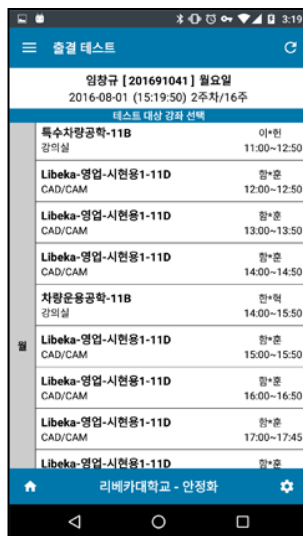 3:19
출결 테스트
임창규 [201691041] 월요일
2016-08-01 (15:19:50) 2주차/16주
테스트 대상 강좌 선택
월
특수차량공학-11B 이*헌
강의실 11:00~12:50
Libeka-영업-시현용1-11D 함*훈
CAD/CAM 12:00~12:50
Libeka-영업-시현용1-11D 함*훈
CAD/CAM 13:00~13:50
Libeka-영업-시현용1-11D 함*훈
CAD/CAM 14:00~14:50
차량운용공학-11B 한*혁
강의실 14:00~15:50
Libeka-영업-시현용1-11D 함*훈
CAD/CAM 15:00~15:50
Libeka-영업-시현용1-11D 함*훈
CAD/CAM 16:00~16:50
Libeka-영업-시현용1-11D 함*훈
CAD/CAM 17:00~17:45
Libeka-영업-시현용1-11D 함*훈
리베카대학교 - 안정화